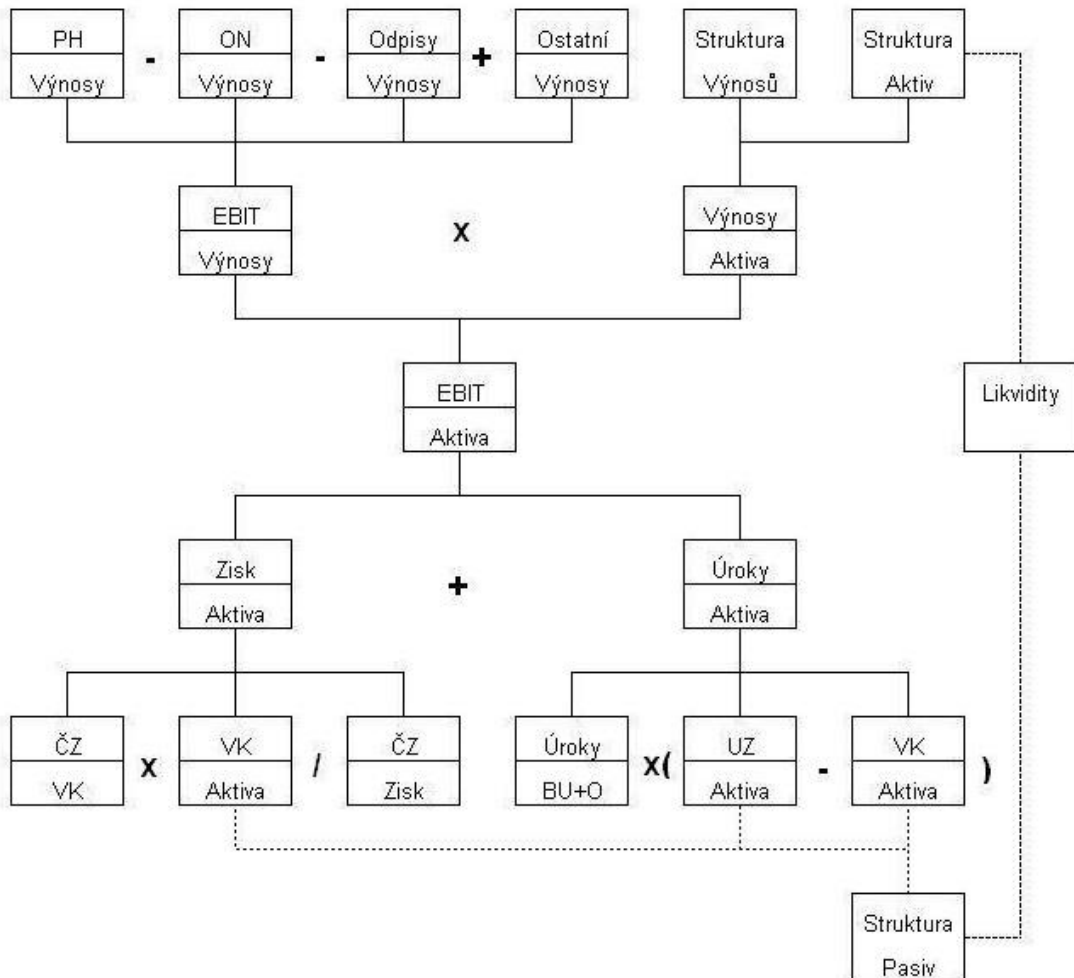 PH - ON - Odpisy + Ostatní Struktura Struktura
Výnosy Výnosy Výnosy Výnosy Výnosů Aktiv
EBIT x Výnosy
Výnosy Aktiva
EBIT
Aktiva
Likvidity
Zisk + Úroky
Aktiva Aktiva
ČZ x VK / ČZ Úroky x( UZ - VK )
VK Aktiva Zisk BU+O Aktiva Aktiva
Struktura
Pasiv